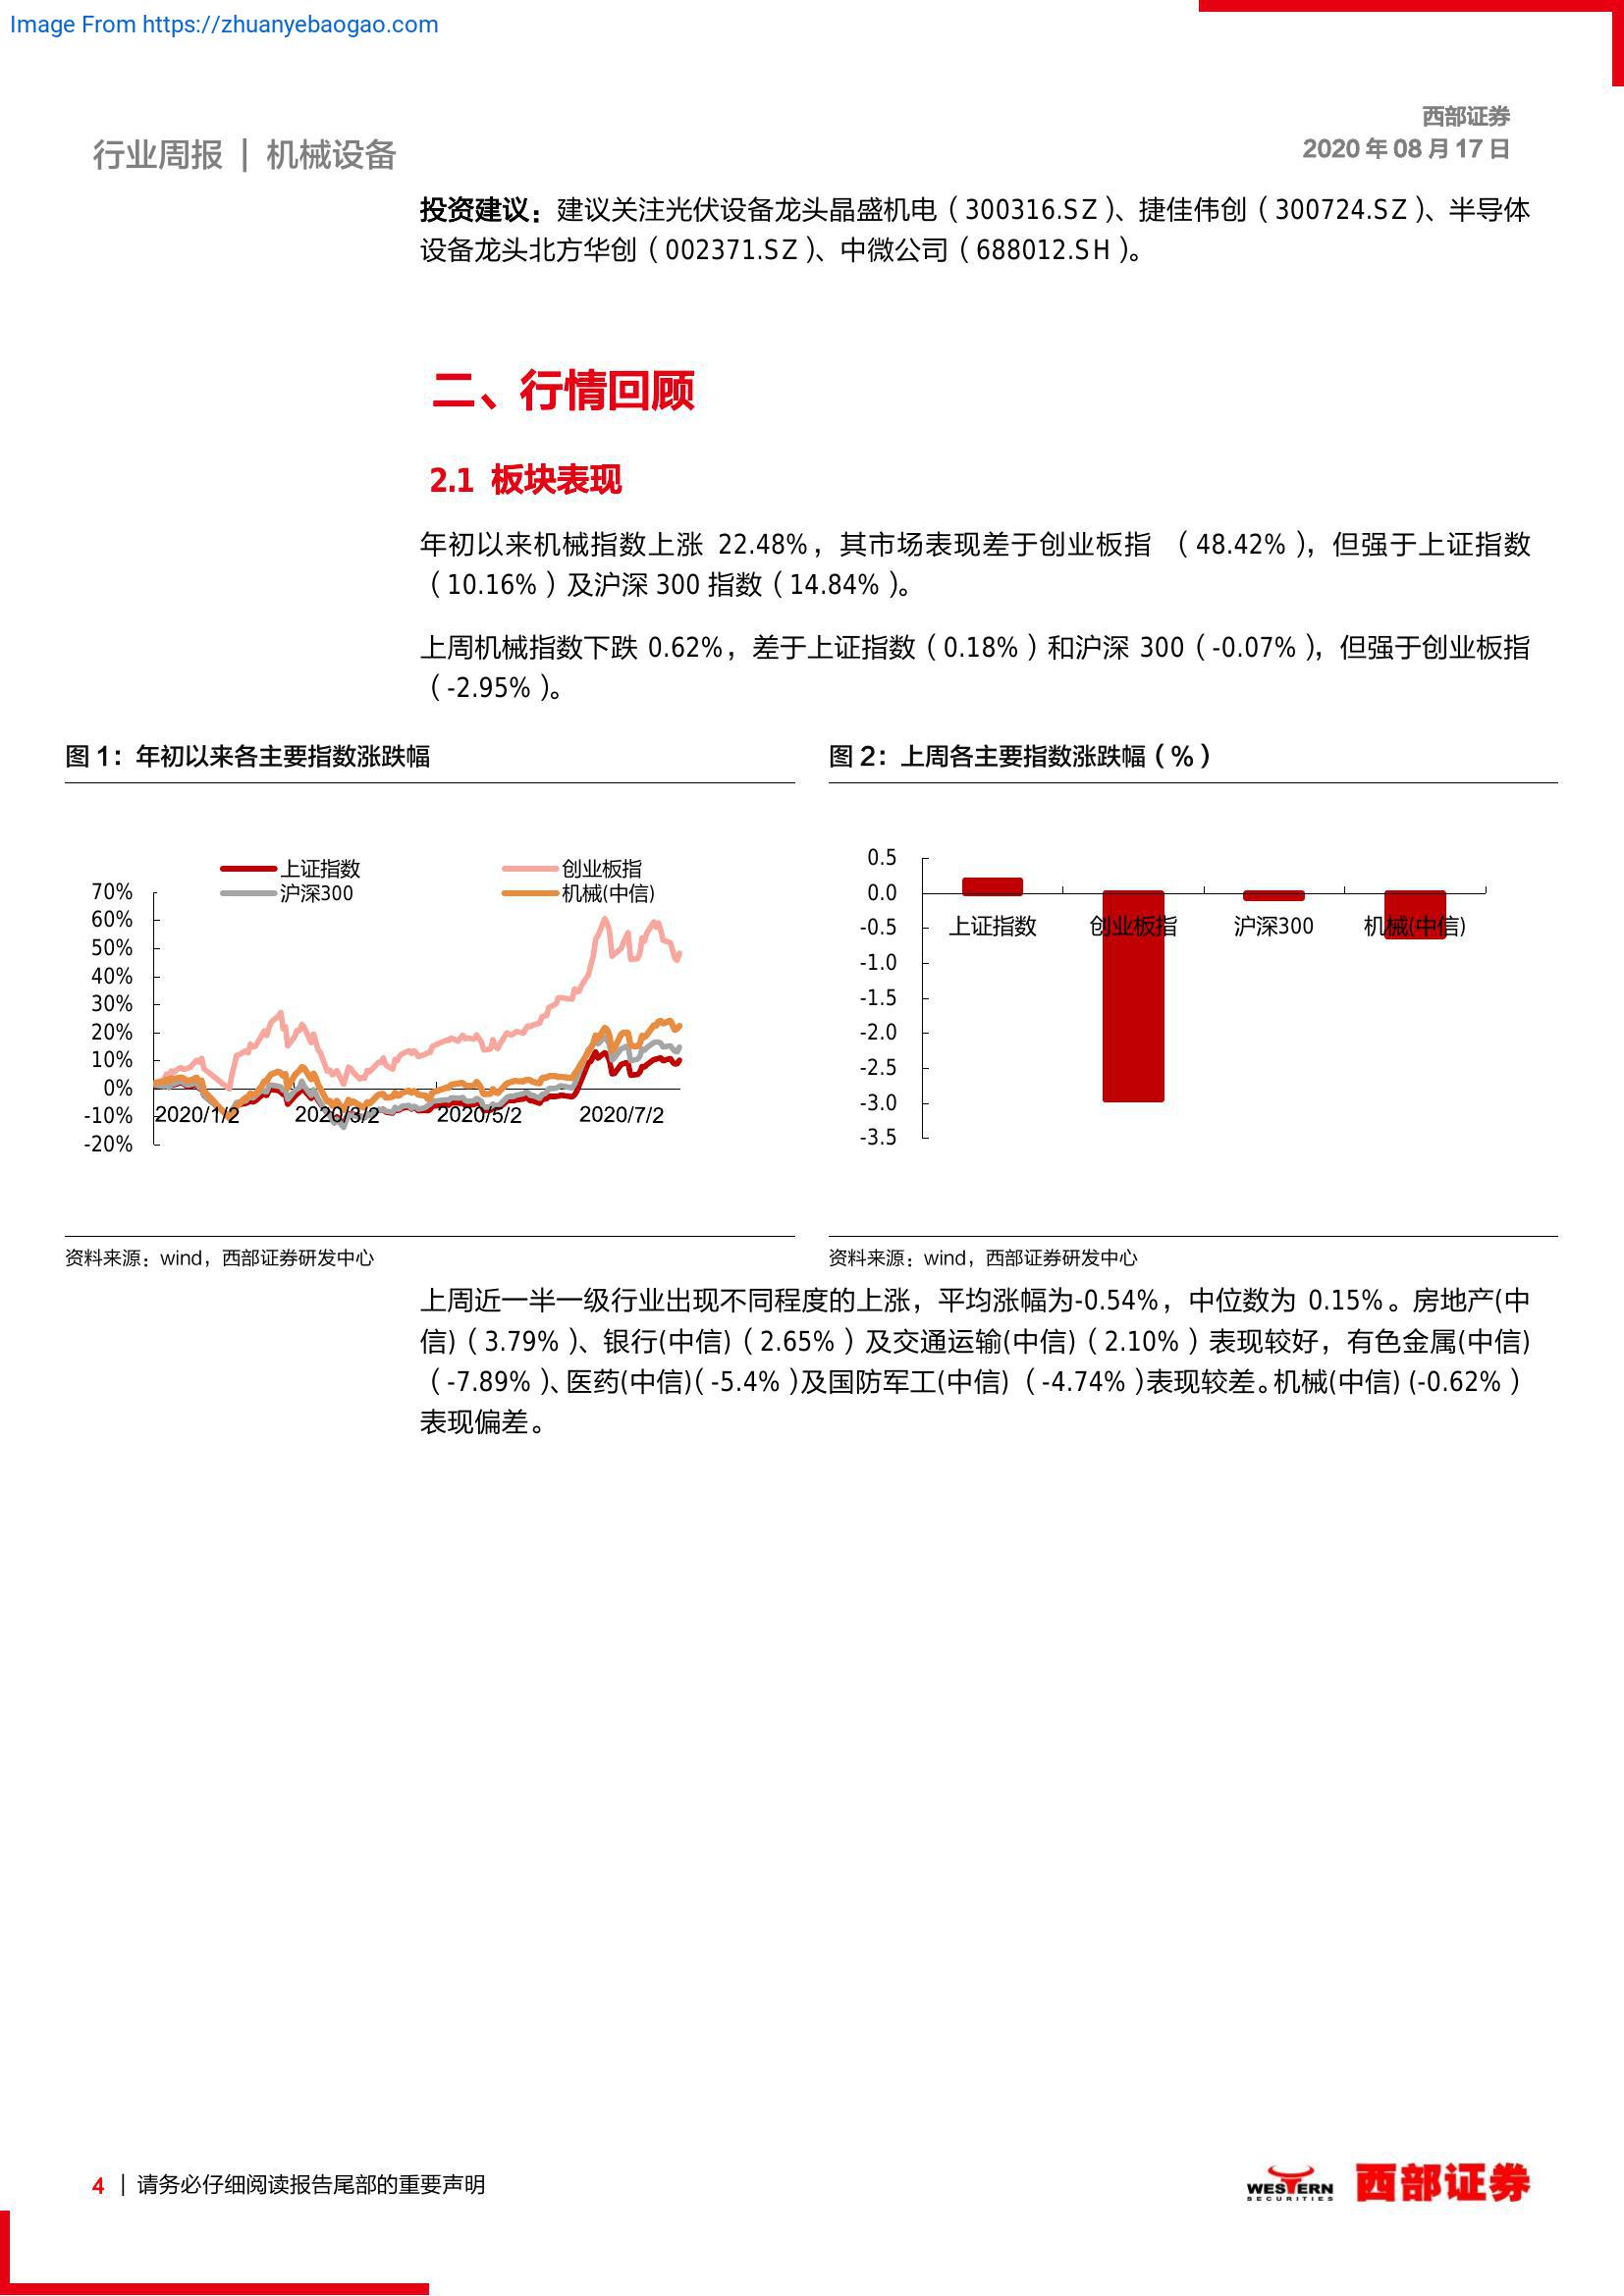 Image From https://zhuanyebaogao.com
西部证券
行业周报 | 机械设备
2020 年 08 月 17 日
投资建议：建议关注光伏设备龙头晶盛机电（300316.SZ）、捷佳伟创（300724.SZ）、半导体
设备龙头北方华创（002371.SZ）、中微公司（688012.SH）。
二、行情回顾
2.1 板块表现
年初以来机械指数上涨 22.48%，其市场表现差于创业板指 （48.42%），但强于上证指数
（10.16%）及沪深 300 指数（14.84%）。
上周机械指数下跌 0.62%，差于上证指数（0.18%）和沪深 300（-0.07%），但强于创业板指
（-2.95%）。
图 1：年初以来各主要指数涨跌幅
上证指数 创业板指
沪深300 机械(中信)
70%
60%
50%
40%
30%
20%
10%
0%
-10%
-20%
2020/1/2 2020/3/2 2020/5/2 2020/7/2
资料来源：wind，西部证券研发中心
图 2：上周各主要指数涨跌幅（%）
0.5
0.0
-0.5
-1.0
-1.5
-2.0
-2.5
-3.0
-3.5
上证指数 创业板指 沪深300 机械(中信)
资料来源：wind，西部证券研发中心
上周近一半一级行业出现不同程度的上涨，平均涨幅为-0.54%，中位数为 0.15%。房地产(中
信)（3.79%）、银行(中信)（2.65%）及交通运输(中信)（2.10%）表现较好，有色金属(中信)
（-7.89%）、医药(中信)（-5.4%）及国防军工(中信)（-4.74%）表现较差。机械(中信) (-0.62%）
表现偏差。
4 | 请务必仔细阅读报告尾部的重要声明
WESTERN
SECURITIES
西部证券